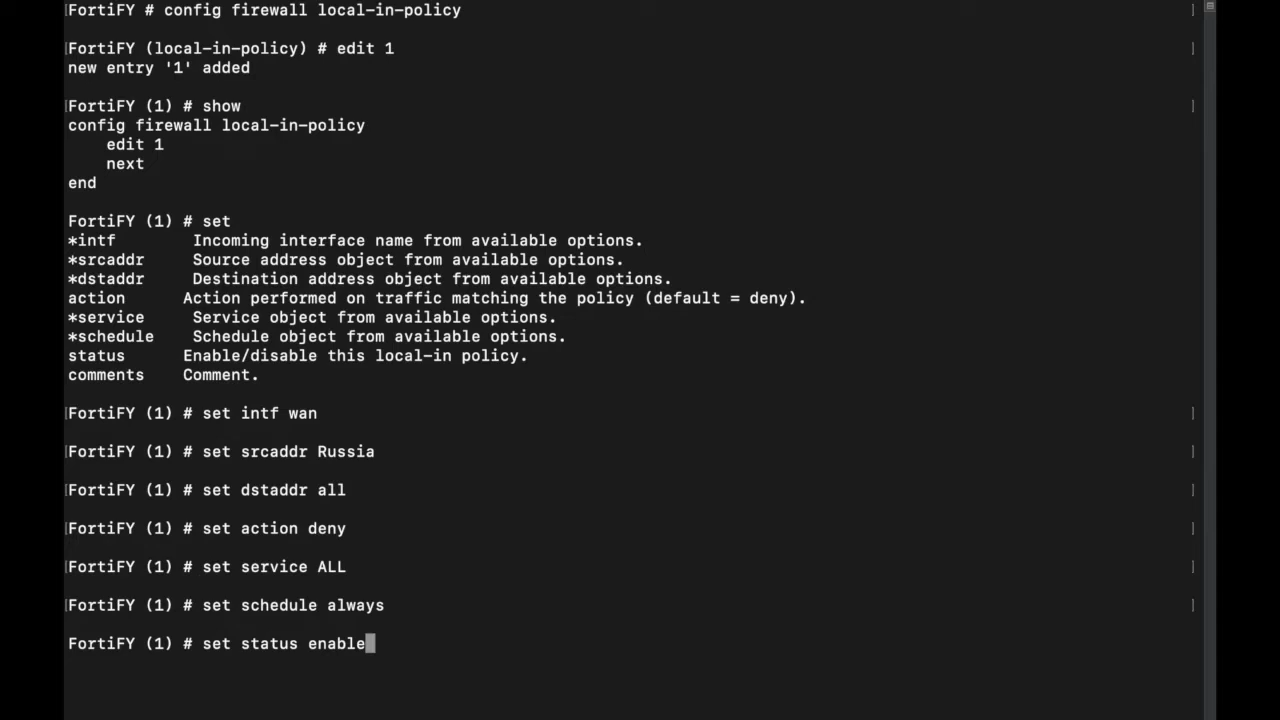 FortiFY # config firewall local-in-policy
FortiFY (local-in-policy) # edit 1
new entry '1' added
FortiFY (1) # show
config firewall local-in-policy
    edit 1
    next
end
FortiFY (1) # set
*intf        Incoming interface name from available options.
*srcaddr     Source address object from available options.
*dstaddr     Destination address object from available options.
action      Action performed on traffic matching the policy (default = deny).
*service     Service object from available options.
*schedule    Schedule object from available options.
status      Enable/disable this local-in policy.
comments    Comment.
FortiFY (1) # set intf wan
FortiFY (1) # set srcaddr Russia
FortiFY (1) # set dstaddr all
FortiFY (1) # set action deny
FortiFY (1) # set service ALL
FortiFY (1) # set schedule always
FortiFY (1) # set status enable